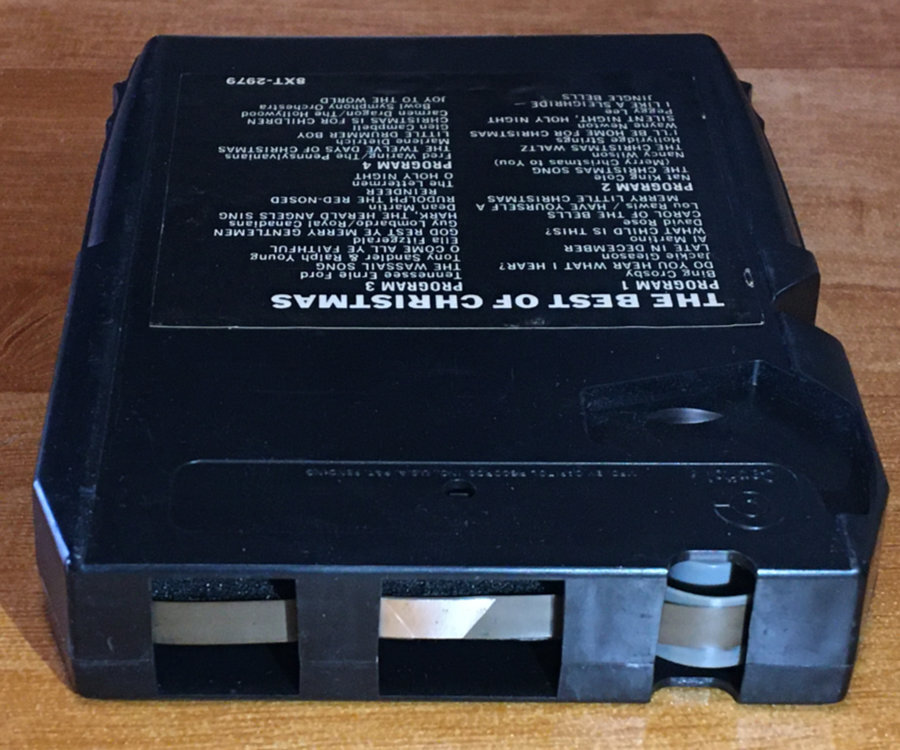 THE BEST OF CHRISTMAS
PROGRAM 1
Bing Crosby
DO YOU HEAR WHAT I HEAR?
Jackie Gleason
LATE IN DECEMBER
Al Martino
WHAT CHILD IS THIS?
David Rose
CAROL OF THE BELLS
Lou Rawls / HAVE YOURSELF A
MERRY LITTLE CHRISTMAS
PROGRAM 2
Nat King Cole
THE CHRISTMAS SONG
(Merry Christmas to You)
Nancy Wilson
THE CHRISTMAS WALTZ
Hollyridge Strings
I'LL BE HOME FOR CHRISTMAS
Wayne Newton
SILENT NIGHT, HOLY NIGHT
Peggy Lee
I LIKE A SLEIGHRIDE –
JINGLE BELLS
PROGRAM 3
Tennessee Ernie Ford
THE WASSAIL SONG
Tony Sandler & Ralph Young
O COME ALL YE FAITHFUL
Ella Fitzgerald
GOD REST YE MERRY GENTLEMEN
Guy Lombardo/Royal Canadians
HARK, THE HERALD ANGELS SING
Dean Martin
RUDOLPH THE RED-NOSED
REINDEER
The Lettermen
O HOLY NIGHT
PROGRAM 4
Fred Waring/The Pennsylvanians
THE TWELVE DAYS OF CHRISTMAS
Marlene Dietrich
LITTLE DRUMMER BOY
Glen Campbell
CHRISTMAS IS FOR CHILDREN
Carmen Dragon/The Hollywood
Bowl Symphony Orchestra
JOY TO THE WORLD
8XT-2979
BY CAPITOL RECORDS